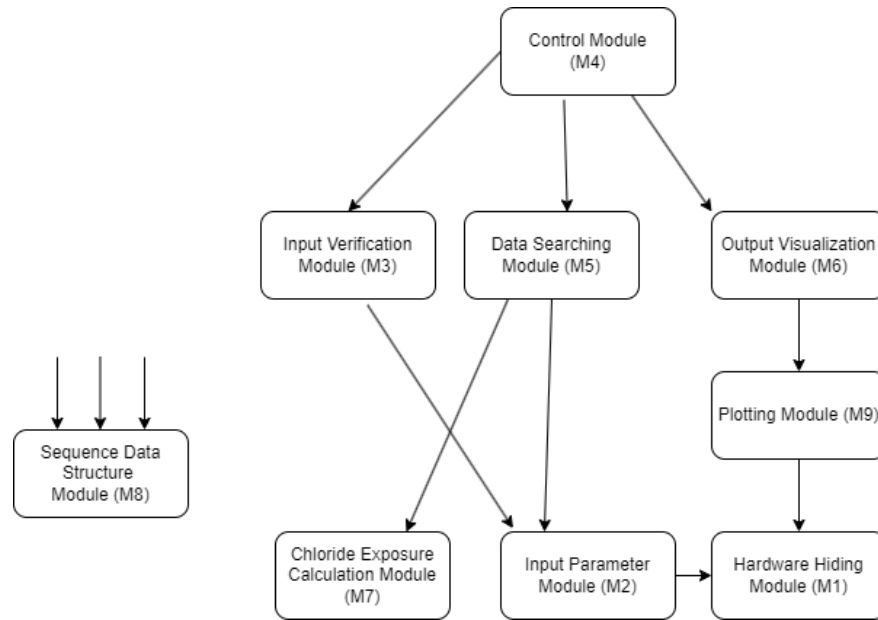 Control Module
(M4)
Input Verification
Module (M3)
Data Searching
Module (M5)
Output Visualization
Module (M6)
Plotting Module (M9)
Sequence Data
Structure
Module (M8)
Chloride Exposure
Calculation Module
(M7)
Input Parameter
Module (M2)
Hardware Hiding
Module (M1)